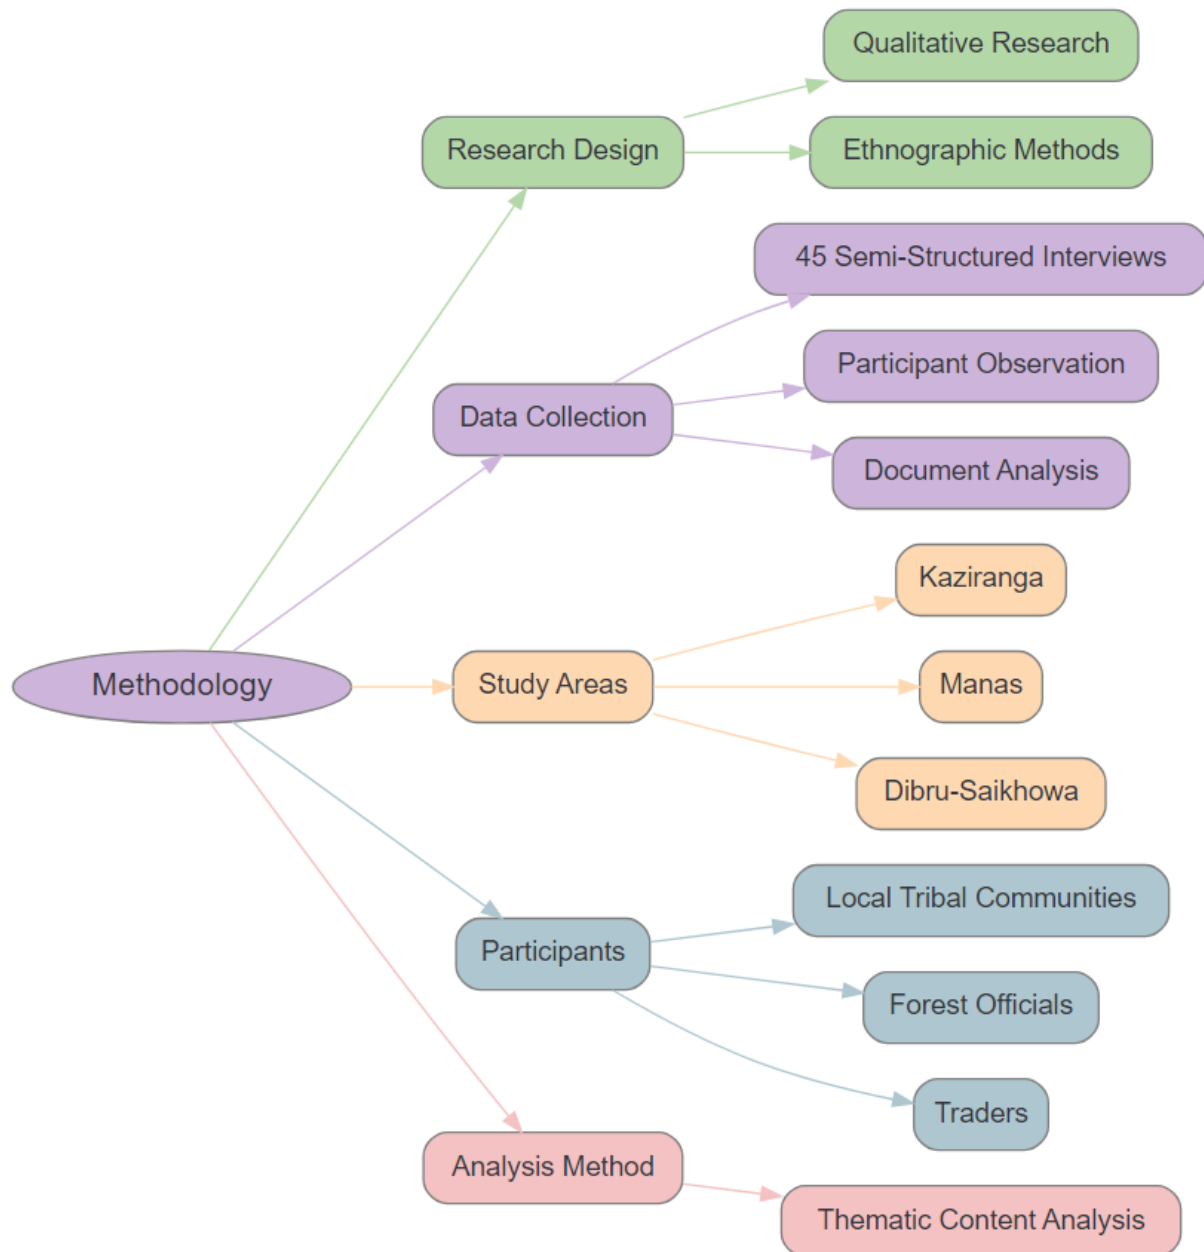 Qualitative Research
Research Design
Ethnographic Methods
45 Semi-Structured Interviews
Participant Observation
Data Collection
Document Analysis
Kaziranga
Methodology
Study Areas
Manas
Dibru-Saikhowa
Local Tribal Communities
Participants
Forest Officials
Traders
Analysis Method
Thematic Content Analysis